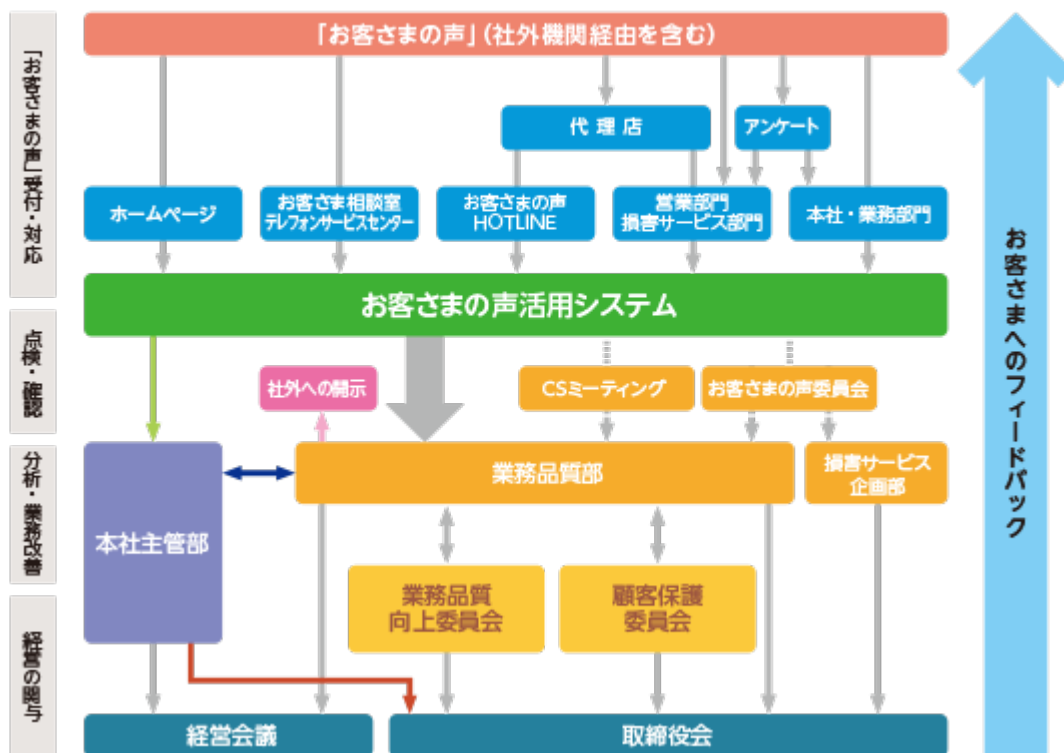 「お客さまの声」(社外機関経由を含む)
「お客さまの声」受付・対応
代理店
アンケート
ホームページ
お客さま相談室
テレフォンサービスセンター
お客さまの声
HOTLINE
営業部門
損害サービス部門
本社・業務部門
お客さまの声活用システム
点検・確認
社外への開示
CSミーティング
お客さまの声委員会
分析・業務改善
本社主管部
業務品質部
損害サービス
企画部
業務品質
向上委員会
顧客保護
委員会
経営の関与
経営会議
取締役会
お客さまへのフィードバック